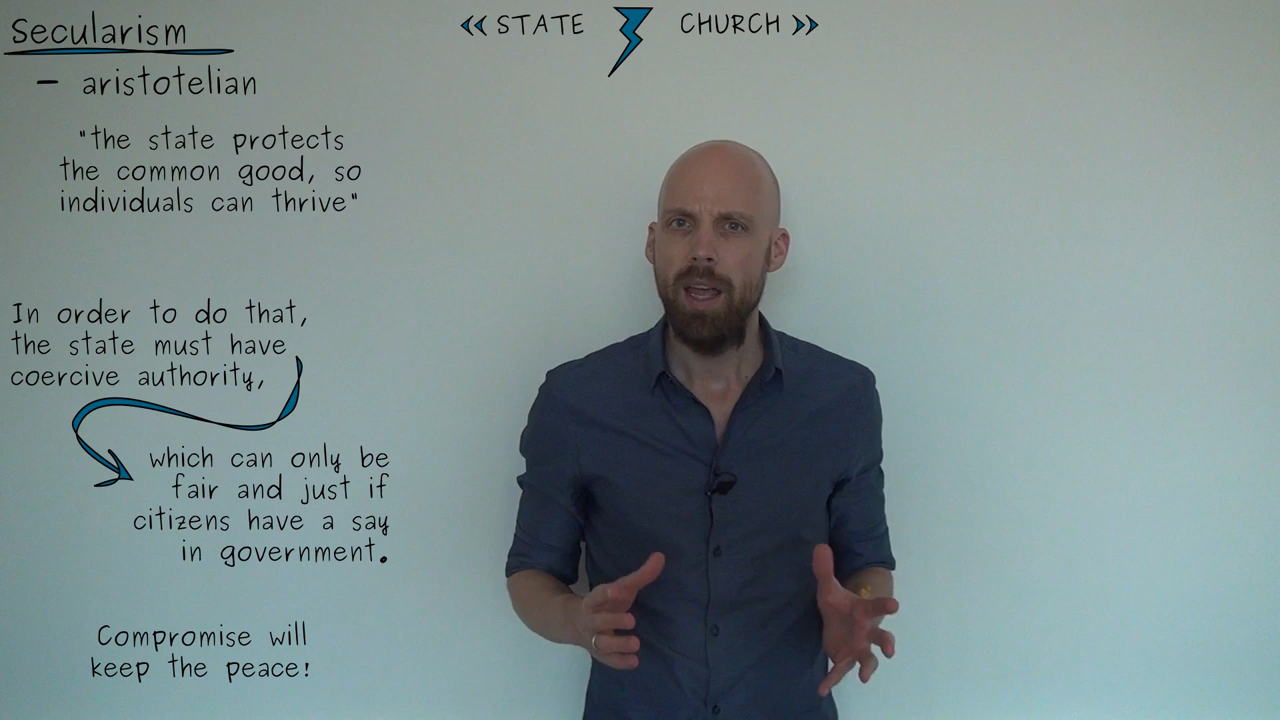 secularism
- aristotelian
"the state protects
the common good, so
individuals can thrive"
In order to do that,
the state must have
coercive authority,
which can only be
fair and just if
citizens have a say
in government.
Compromise will
keep the peace!
<< STATE CHURCH >>